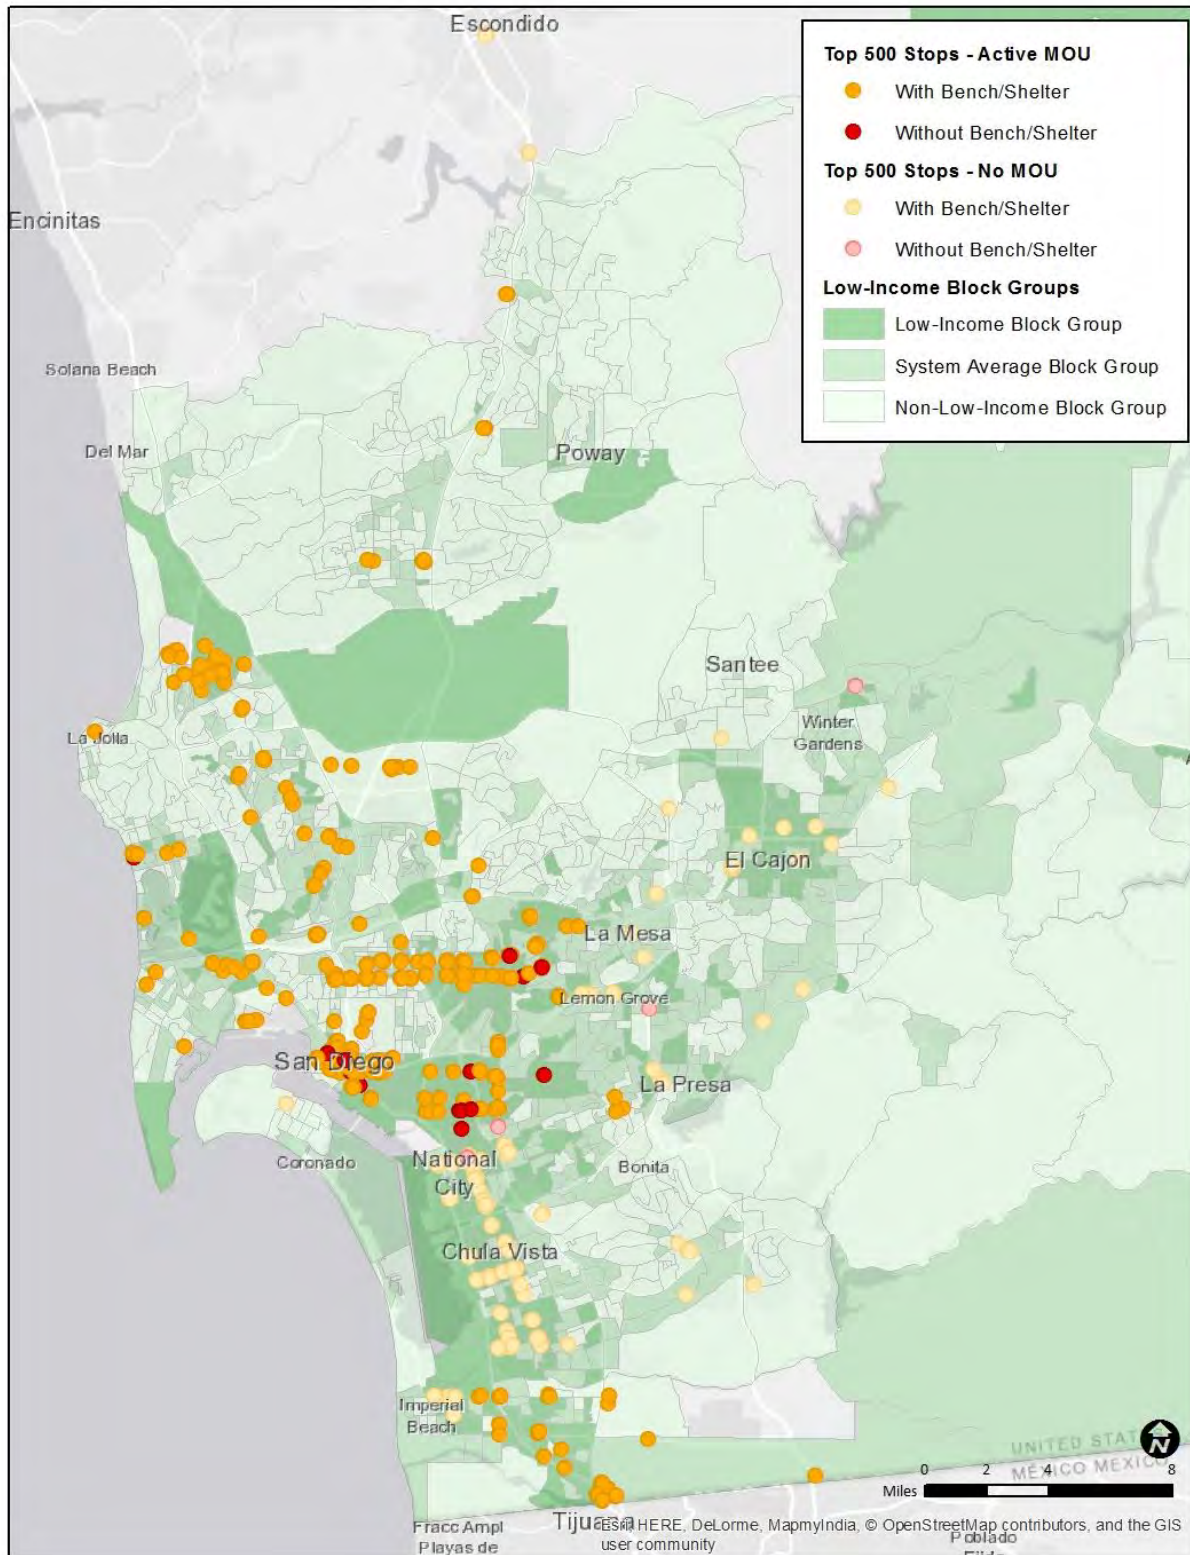 Escondido
Top 500 Stops - Active MOU
With Bench/Shelter
Without Bench/Shelter
Top 500 Stops - No MOU
With Bench/Shelter
Without Bench/Shelter
Low-Income Block Groups
Low-Income Block Group
System Average Block Group
Non-Low-Income Block Group
Encinitas
Solana Beach
Del Mar
Poway
Santee
Winter
Gardens
La Jolla
El Cajon
La Mesa
Lemon Grove
San Diego
La Presa
Coronado
National
City
Bonita
Chula Vista
Imperial
Beach
N
UNITED STATES
MÉXICO MEXICO
0 2 4 8
Miles
Fracc Ampl
Playas de
Tijuana
Esri, HERE, DeLorme, MapmyIndia, © OpenStreetMap contributors, and the GIS
user community
Poblado